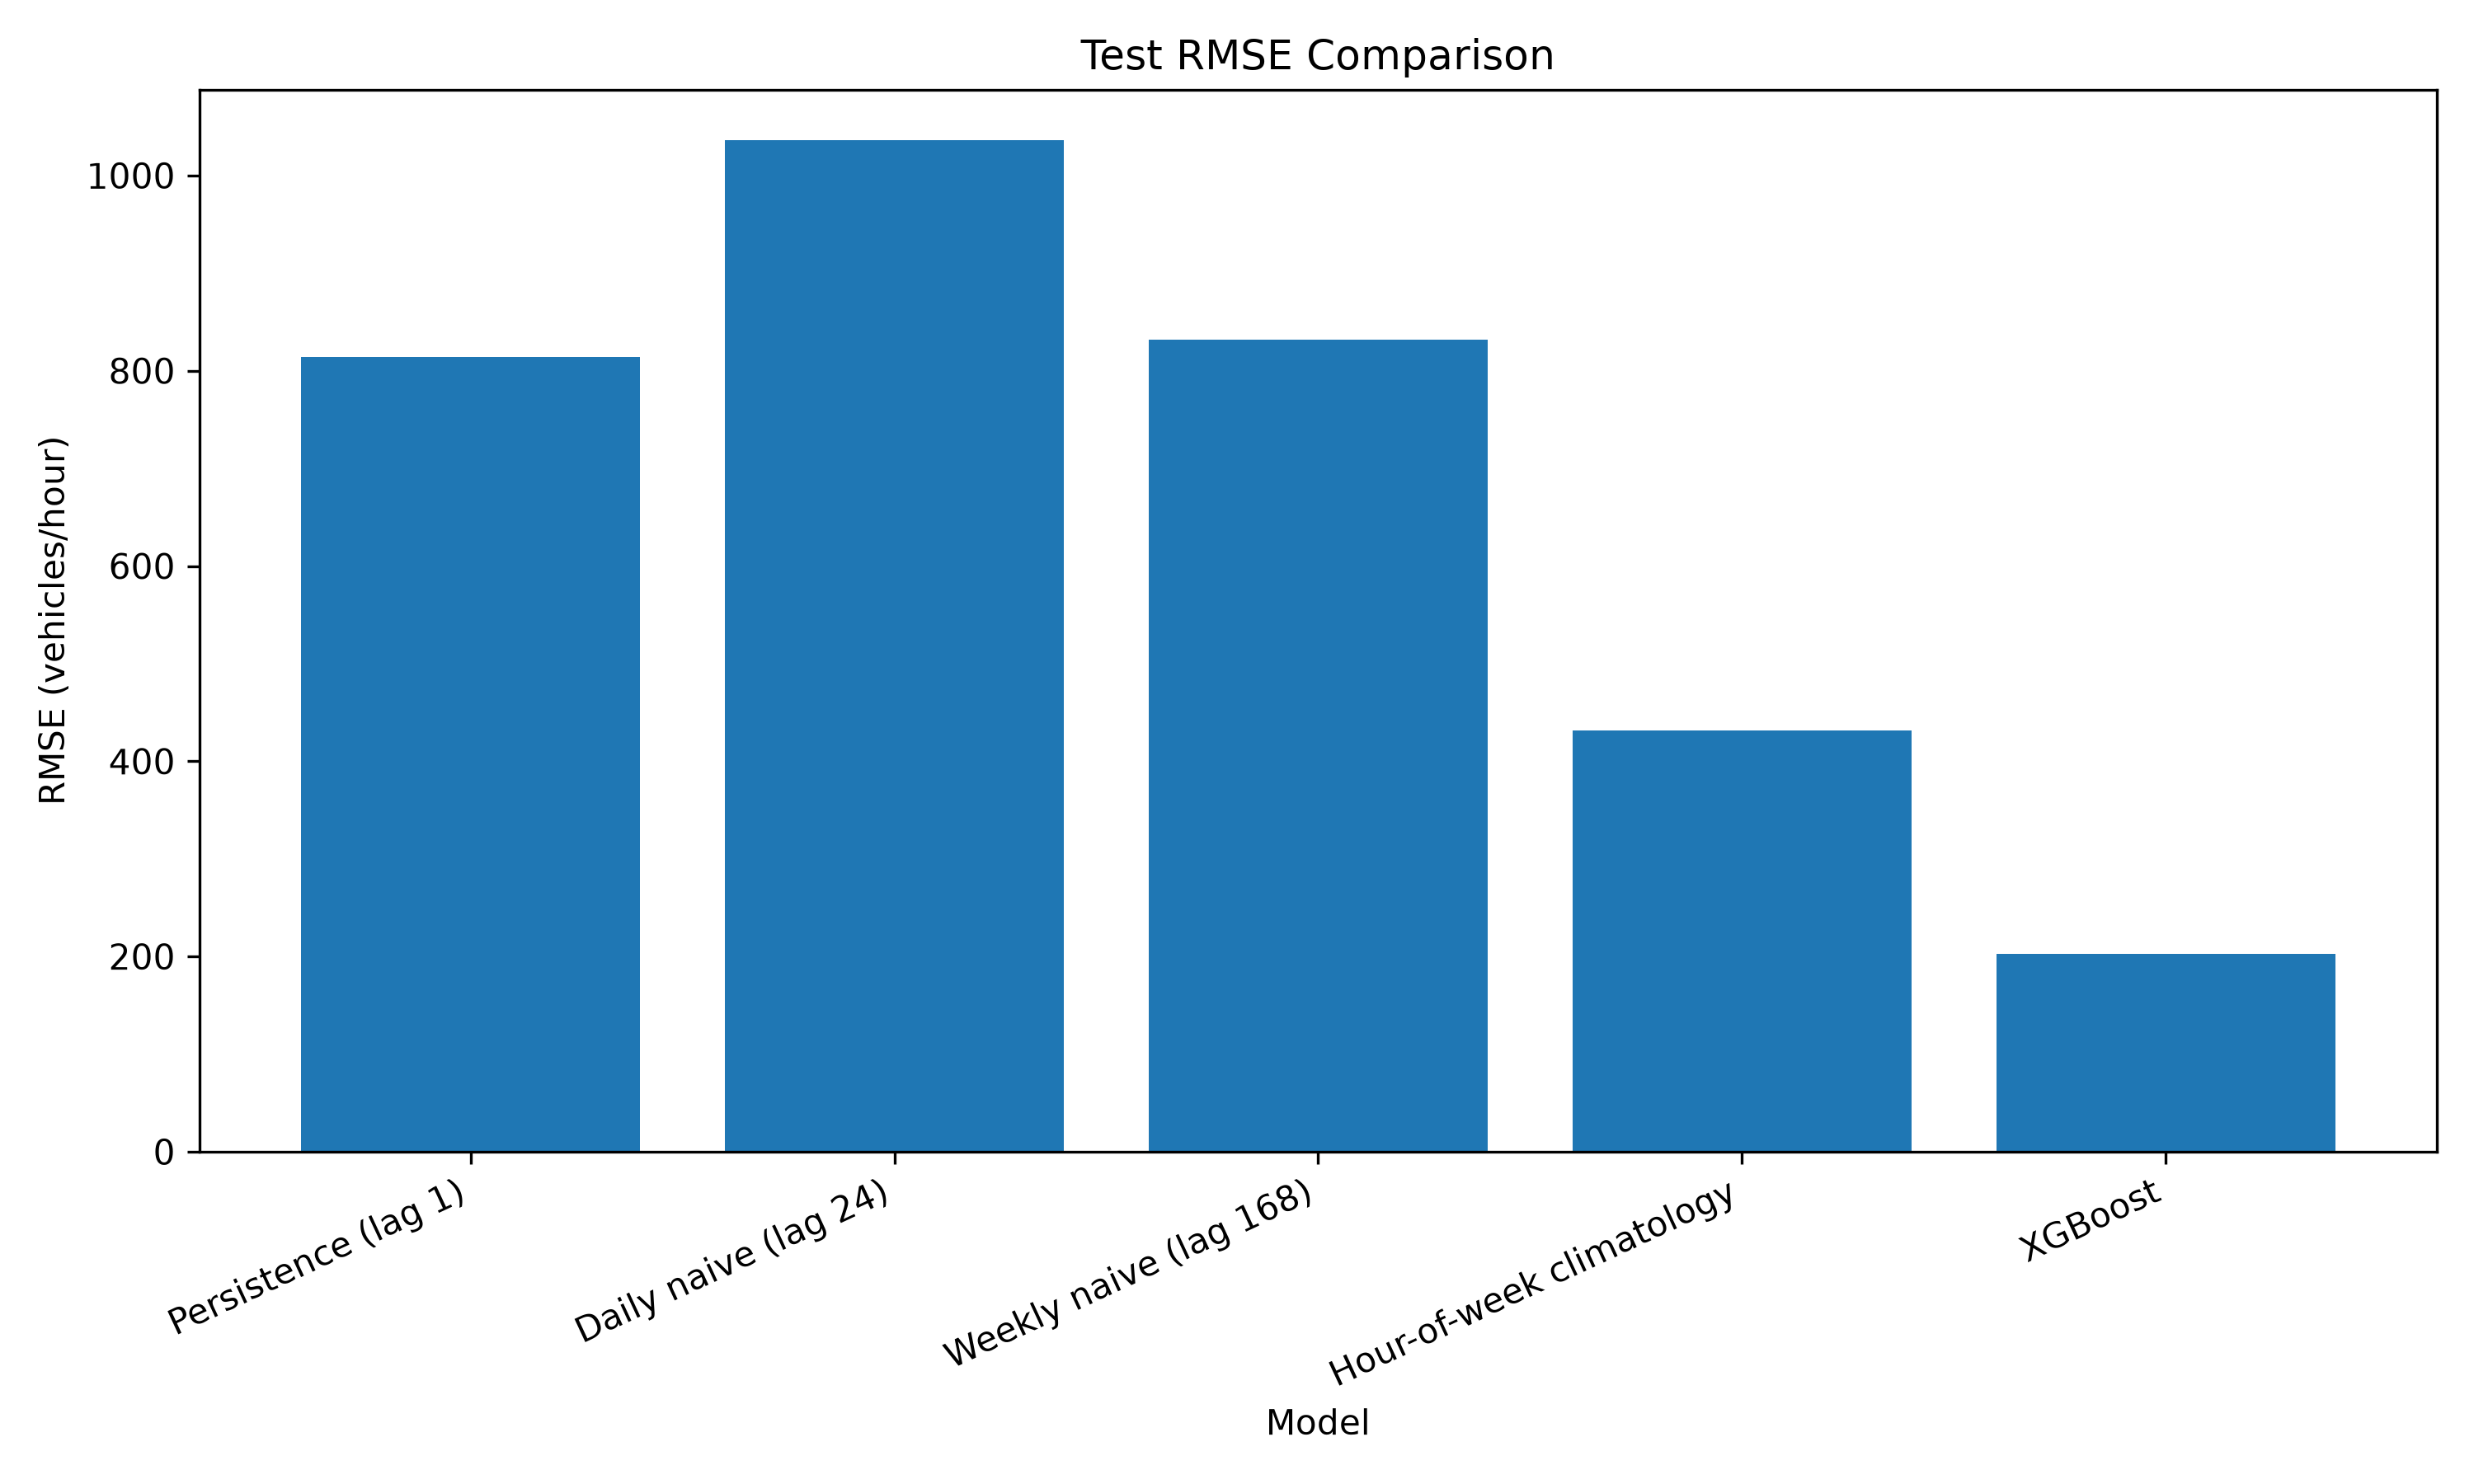 Test RMSE Comparison
RMSE (vehicles/hour)
1000
800
600
400
200
0
Persistence (lag 1)
Daily naive (lag 24)
Weekly naive (lag 168)
Hour-of-week climatology
XGBoost
Model